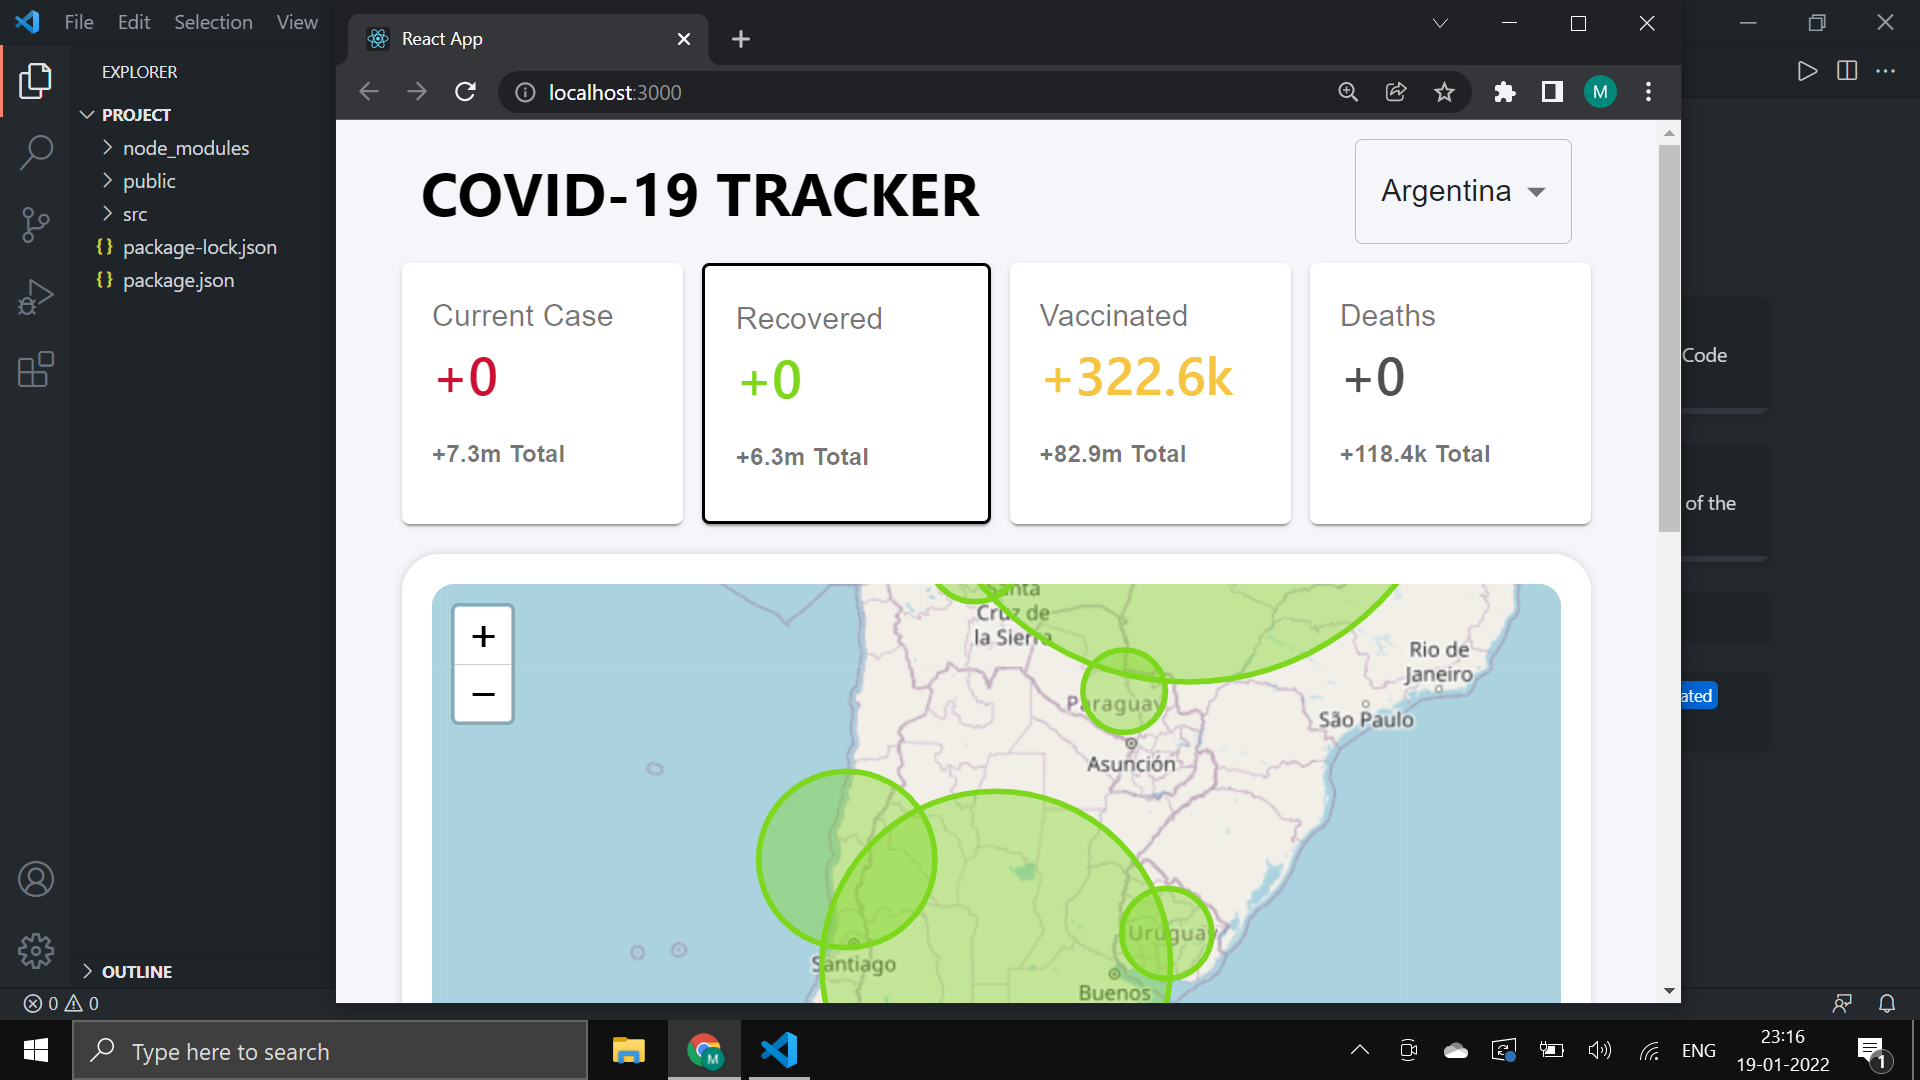 File Edit Selection View
EXPLORER
PROJECT
node_modules
public
src
{} package-lock.json
{} package.json
OUTLINE
0 0
React App
localhost:3000
M
COVID-19 TRACKER
Argentina
Current Case
+0
+7.3m Total
Recovered
+0
+6.3m Total
Vaccinated
+322.6k
+82.9m Total
Deaths
+0
+118.4k Total
+
−
Santa
Cruz de
la Sierra
Rio de
Janeiro
Paraguay
São Paulo
Asunción
Uruguay
Santiago
Buenos
Code
of the
ated
Type here to search
M
ENG
23:16
19-01-2022
1